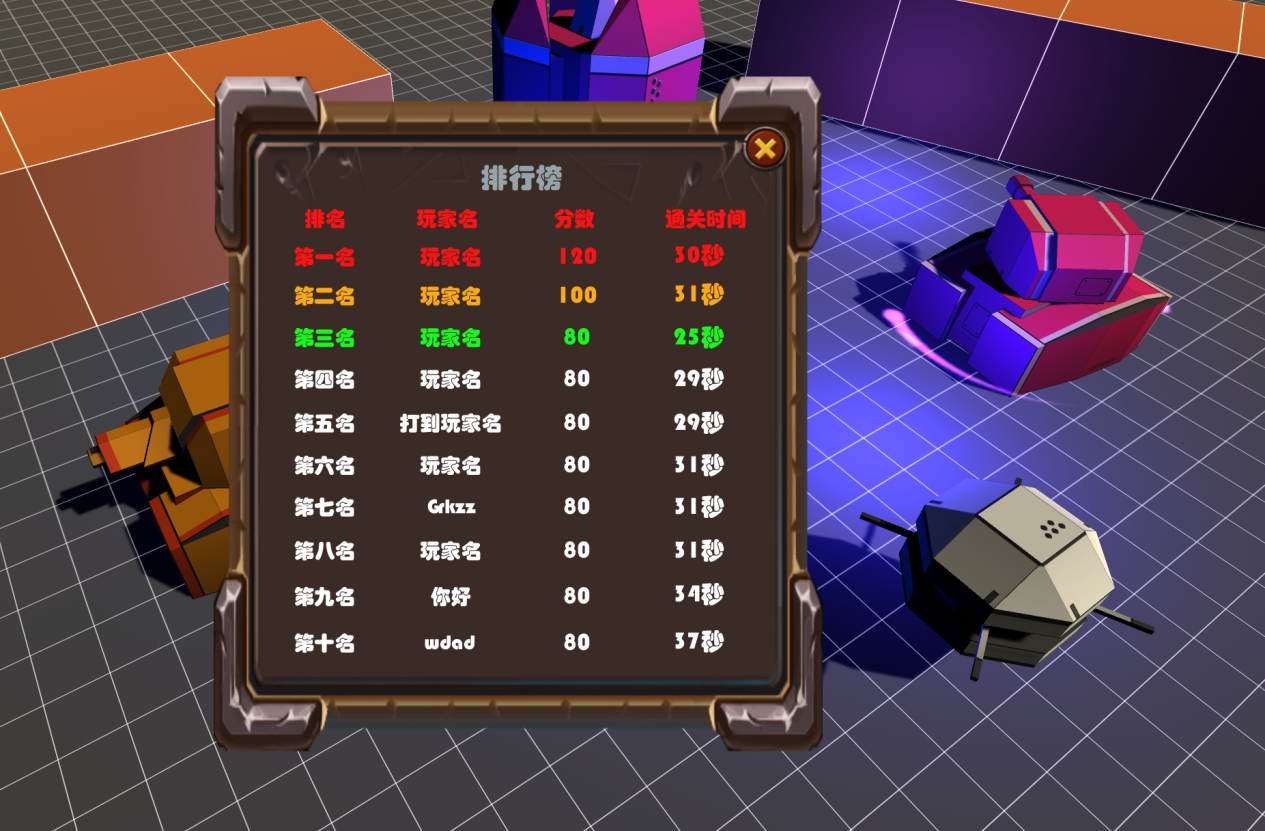 排行榜
排名 玩家名 分数 通关时间
第一名 玩家名 120 30秒
第二名 玩家名 100 31秒
第三名 玩家名 80 25秒
第四名 玩家名 80 29秒
第五名 打到玩家名 80 29秒
第六名 玩家名 80 31秒
第七名 Grkzz 80 31秒
第八名 玩家名 80 31秒
第九名 你好 80 34秒
第十名 wdad 80 37秒